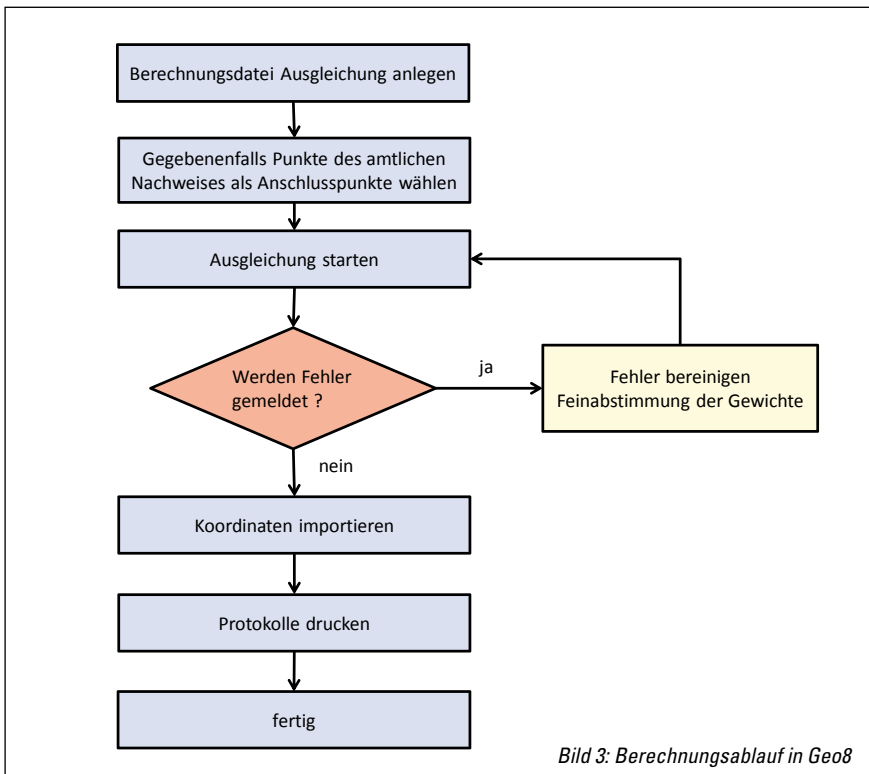 Berechnungsdatei Ausgleichung anlegen
Gegebenenfalls Punkte des amtlichen
Nachweises als Anschlusspunkte wählen
Ausgleichung starten
Werden Fehler
gemeldet ?
ja
Fehler bereinigen
Feinabstimmung der Gewichte
nein
Koordinaten importieren
Protokolle drucken
fertig
Bild 3: Berechnungsablauf in Geo8